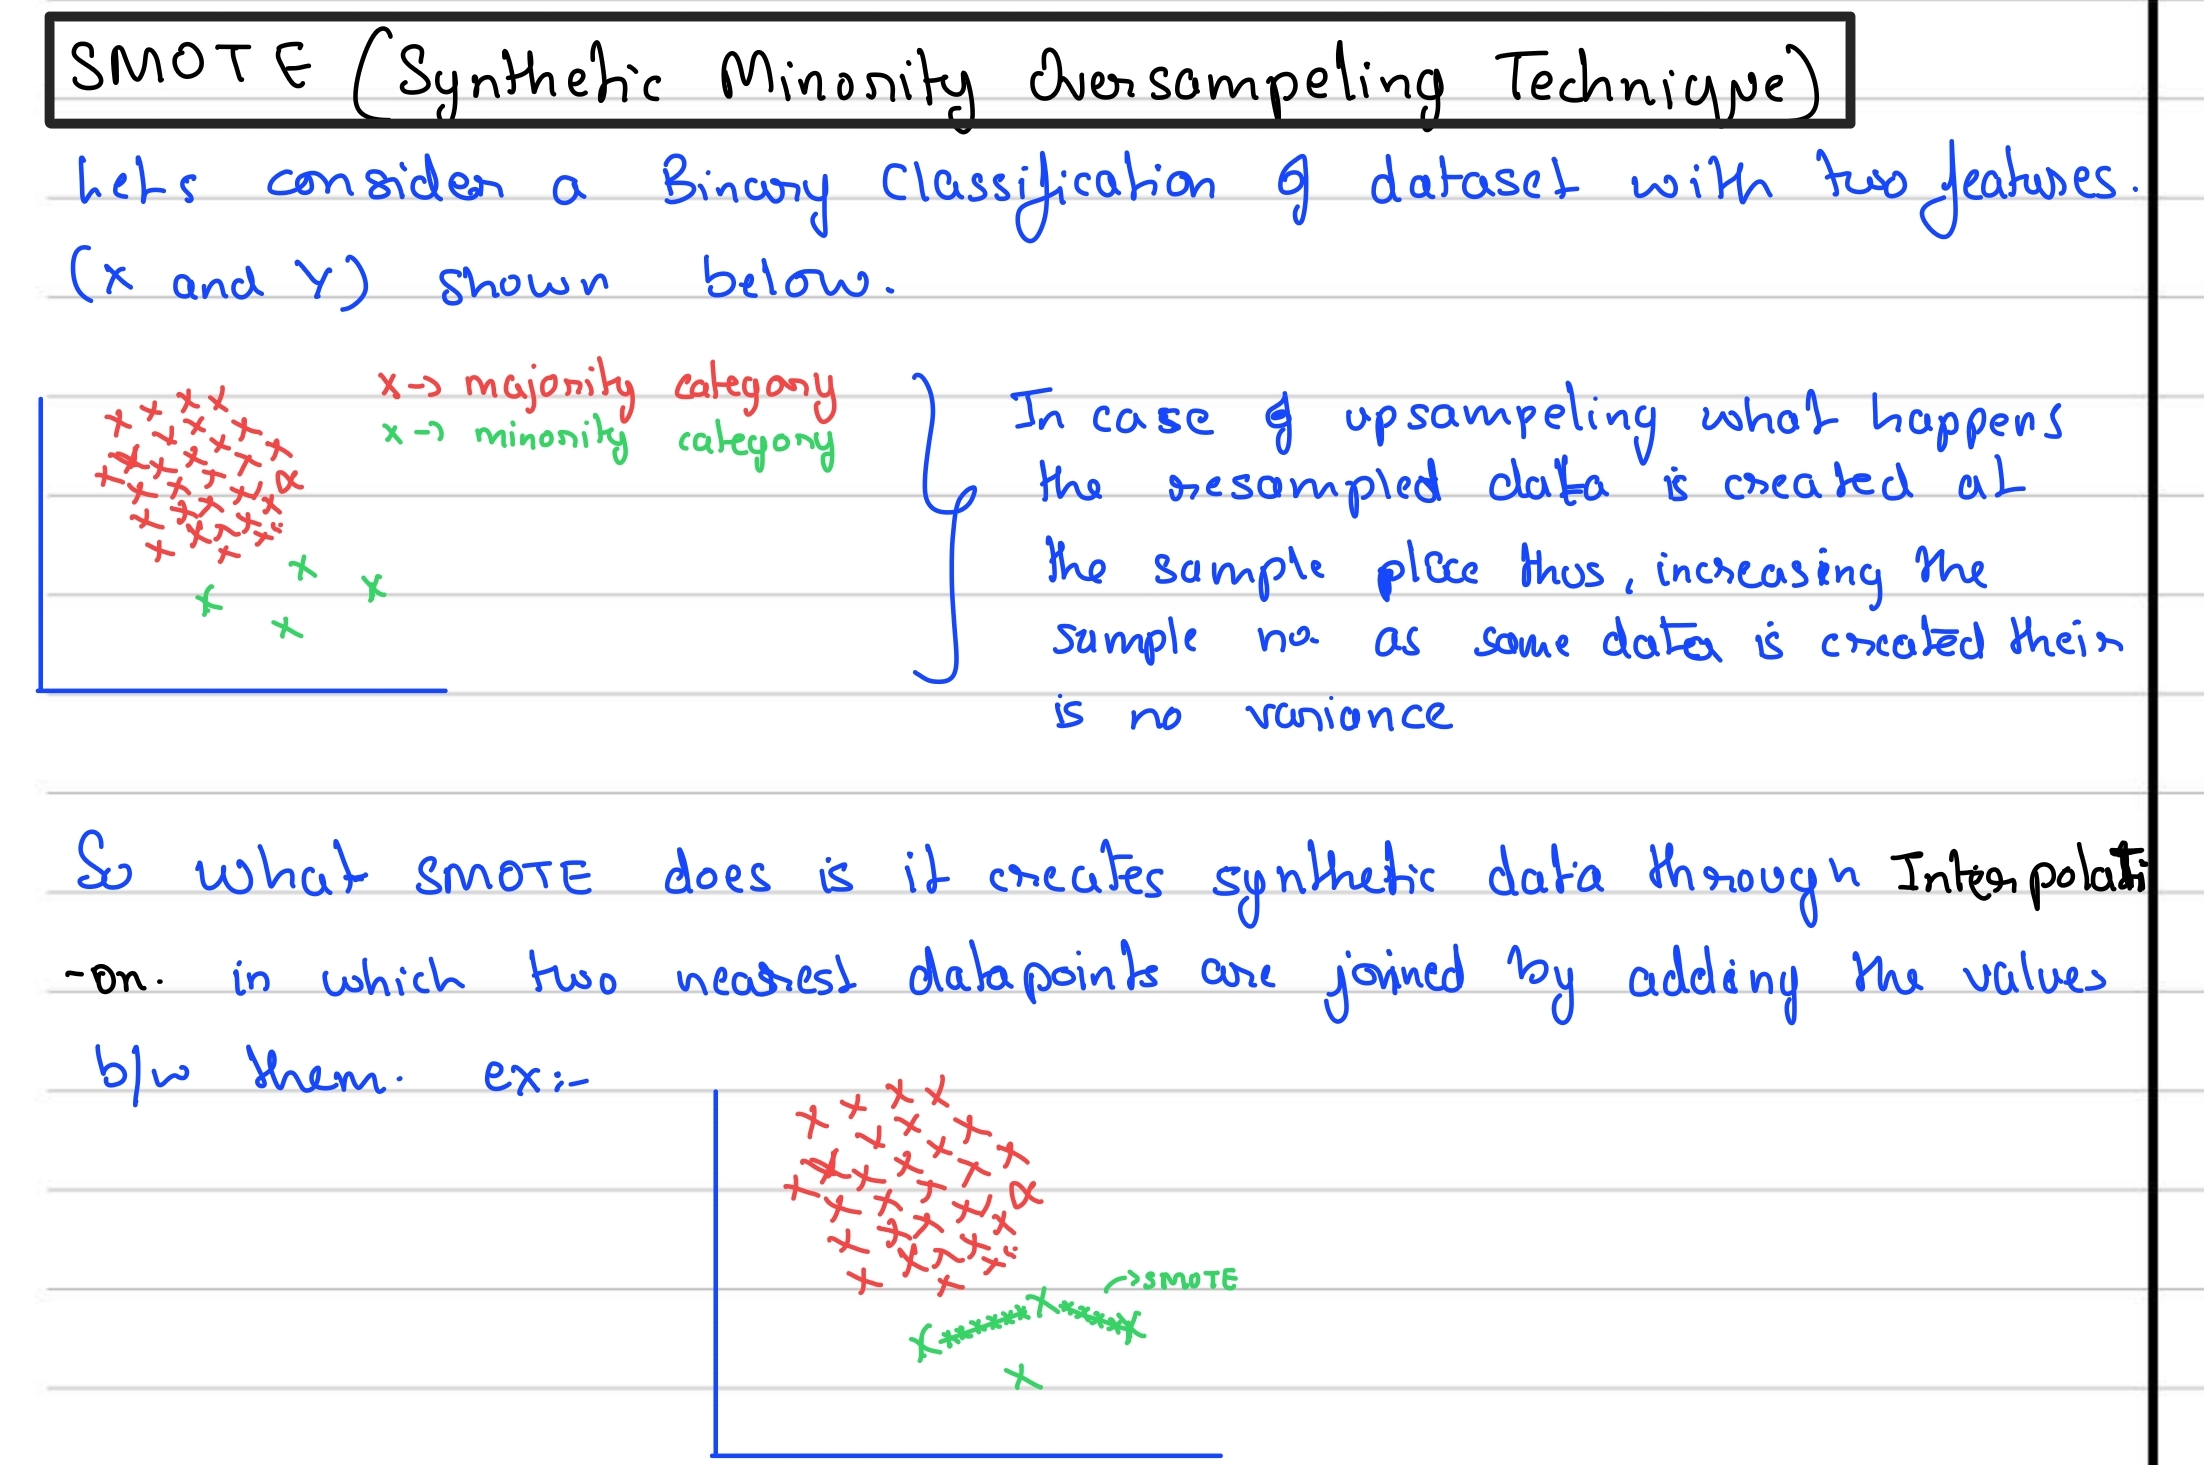 SMOTE (Synthetic Minority Oversampeling Technique)
Lets consider a Binary Classification of dataset with two features.
(x and y) shown below.
x -> majority category
x -> minority category
In case of upsampeling what happens
the resampled data is created at
the sample place thus, increasing the
sample no. as same data is created their
is no variance
So what SMOTE does is it creates synthetic data through Interpolati
-on. in which two nearest datapoints are joined by adding the values
b/w them. ex:-
->SMOTE